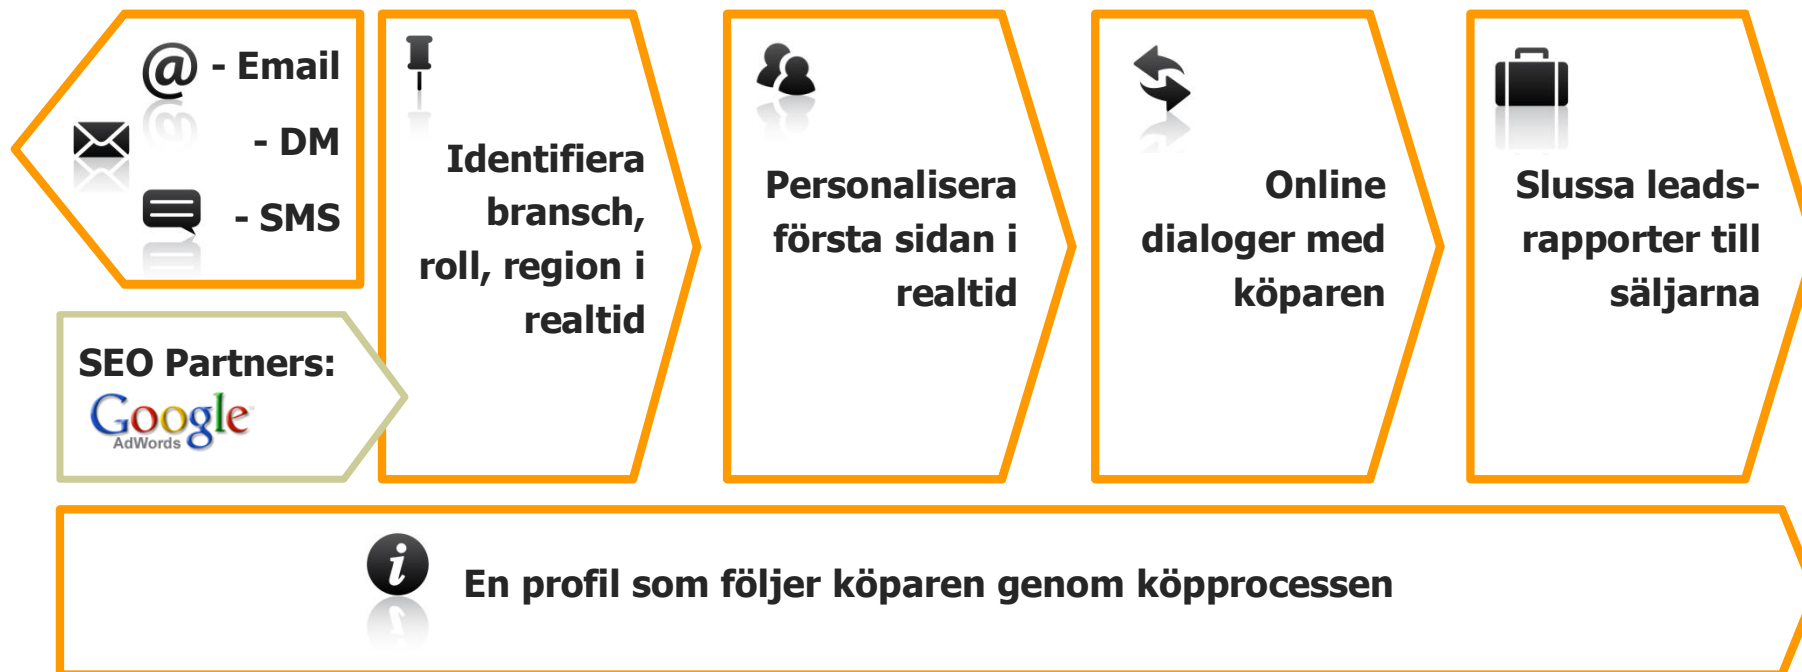 - Email
- DM
- SMS
SEO Partners:
Google
AdWords
Identifiera
bransch,
roll, region i
realtid
Personalisera
första sidan i
realtid
Online
dialoger med
köparen
Slussa leads-
rapporter till
säljarna
En profil som följer köparen genom köpprocessen